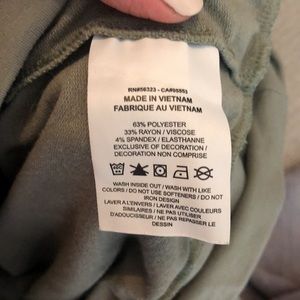 RN#56323 - CA#05553
MADE IN VIETNAM
FABRIQUE AU VIETNAM
63% POLYESTER
33% RAYON / VISCOSE
4% SPANDEX / ELASTHANNE
EXCLUSIVE OF DECORATION /
DECORATION NON COMPRISE
WASH INSIDE OUT / WASH WITH LIKE
COLORS / DO NOT USE SOFTENERS / DO NOT
IRON DESIGN
LAVER A L'ENVERS / LAVER AVEC COULEURS
SIMILAIRES / NE PAS UTILISER
D'ADOUCISSEUR / NE PAS REPASSER LE
DESSIN